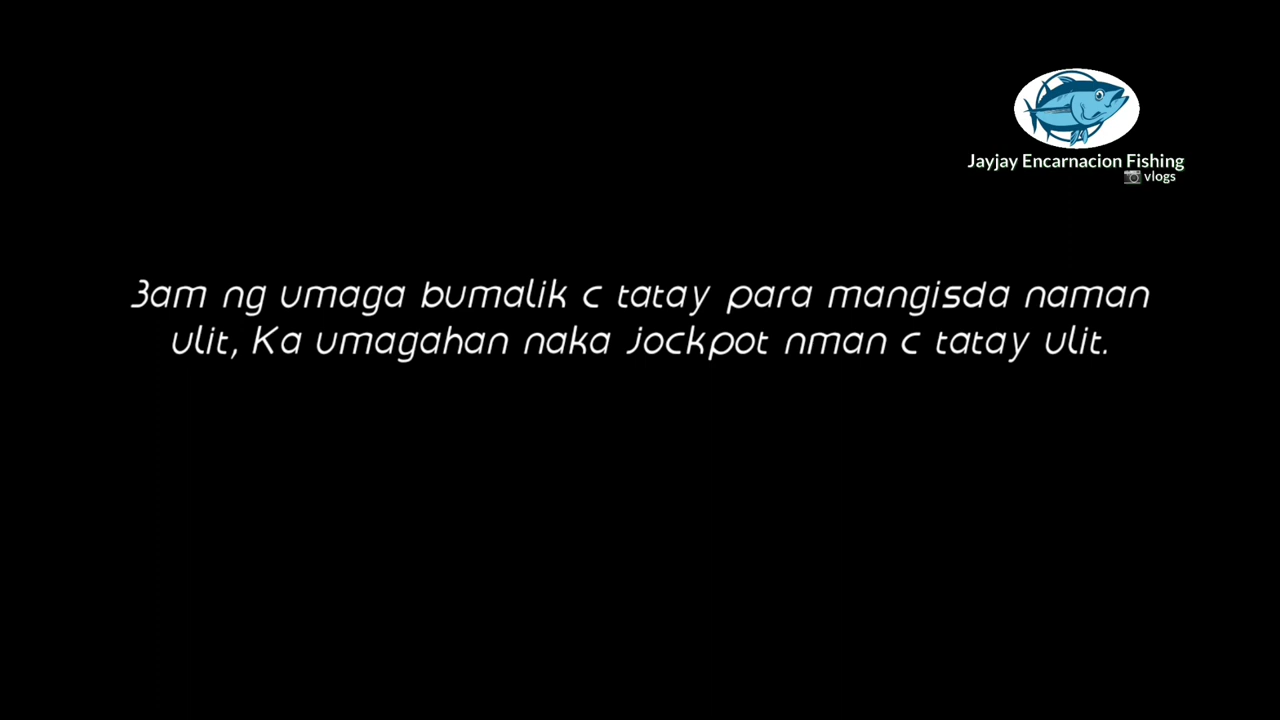 Jayjay Encarnacion Fishing
vlogs
3am ng umaga bumalik c tatay para mangisda naman
ulit, Ka umagahan naka jockpot nman c tatay ulit.